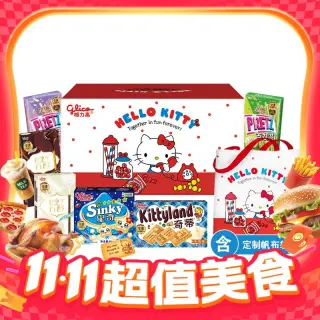 glico
格力高
HELLO KITTY
Together in fun forever.
PRETZ
PRETZ
HELLO KITTY
Sinky
Kittyland
奇蒂
含
定制帆布
11·11超值美食